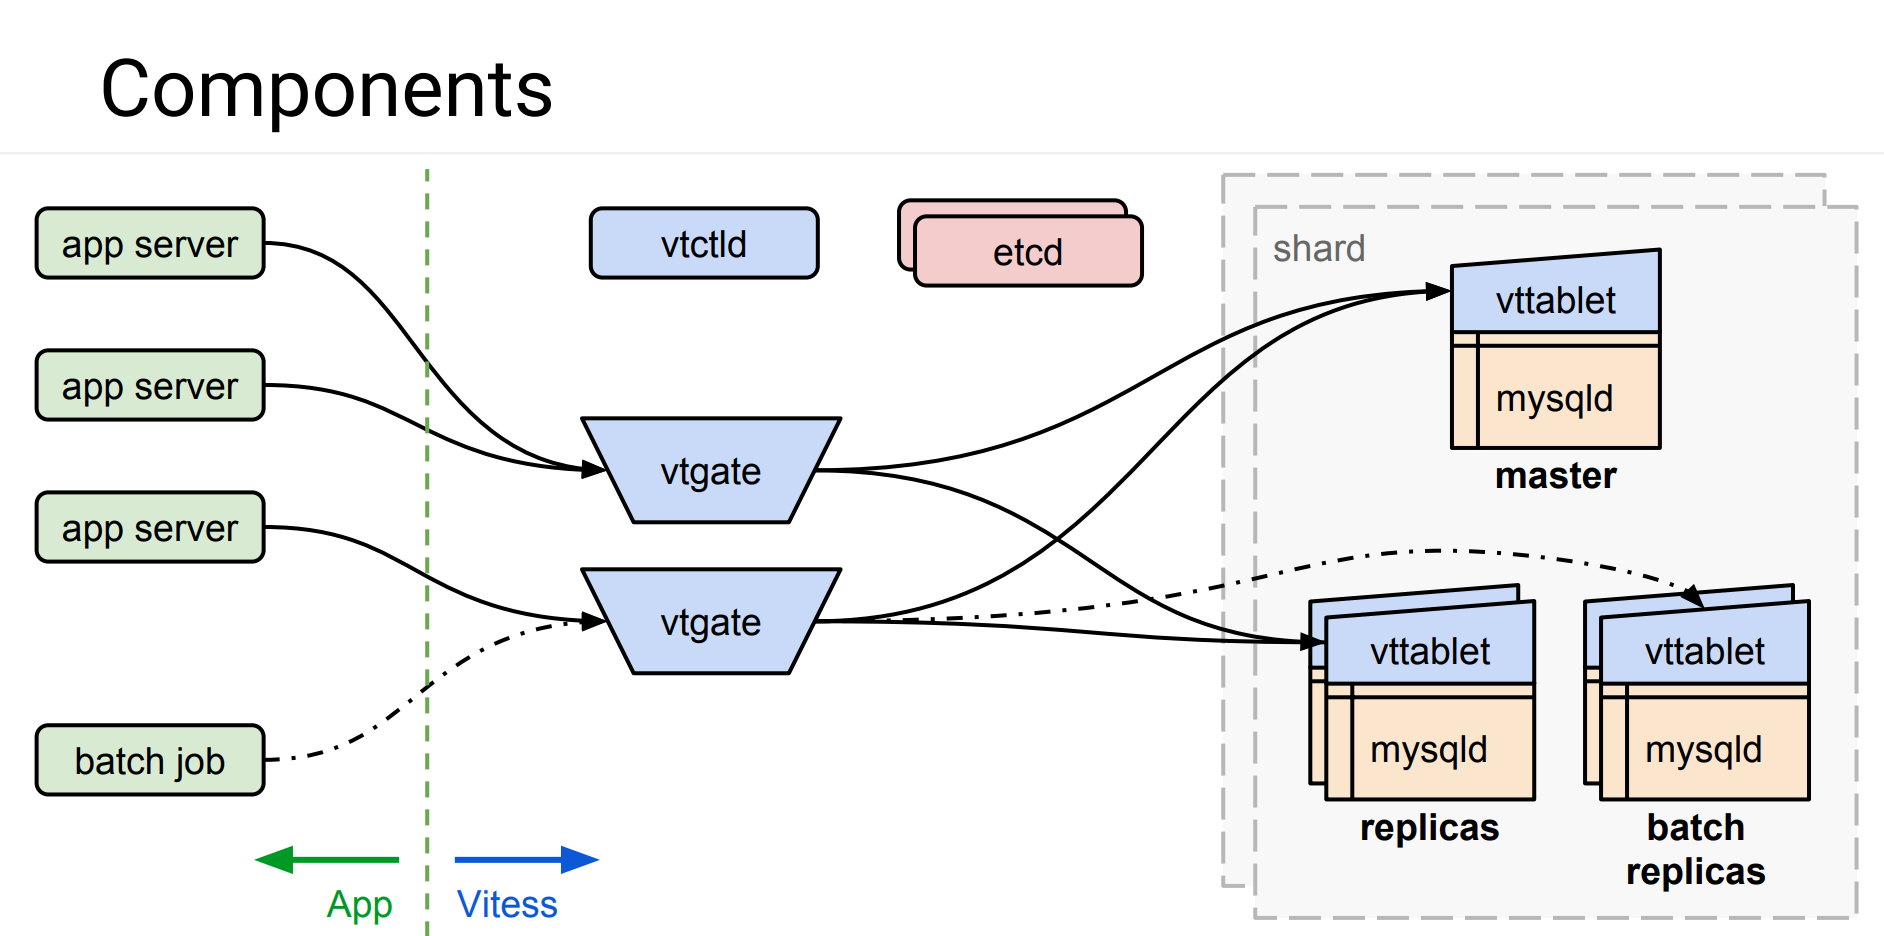 Components
app server
app server
app server
batch job
App
Vitess
vtctld
etcd
vtgate
vtgate
shard
vttablet
mysqld
master
vttablet
mysqld
replicas
vttablet
mysqld
batch
replicas